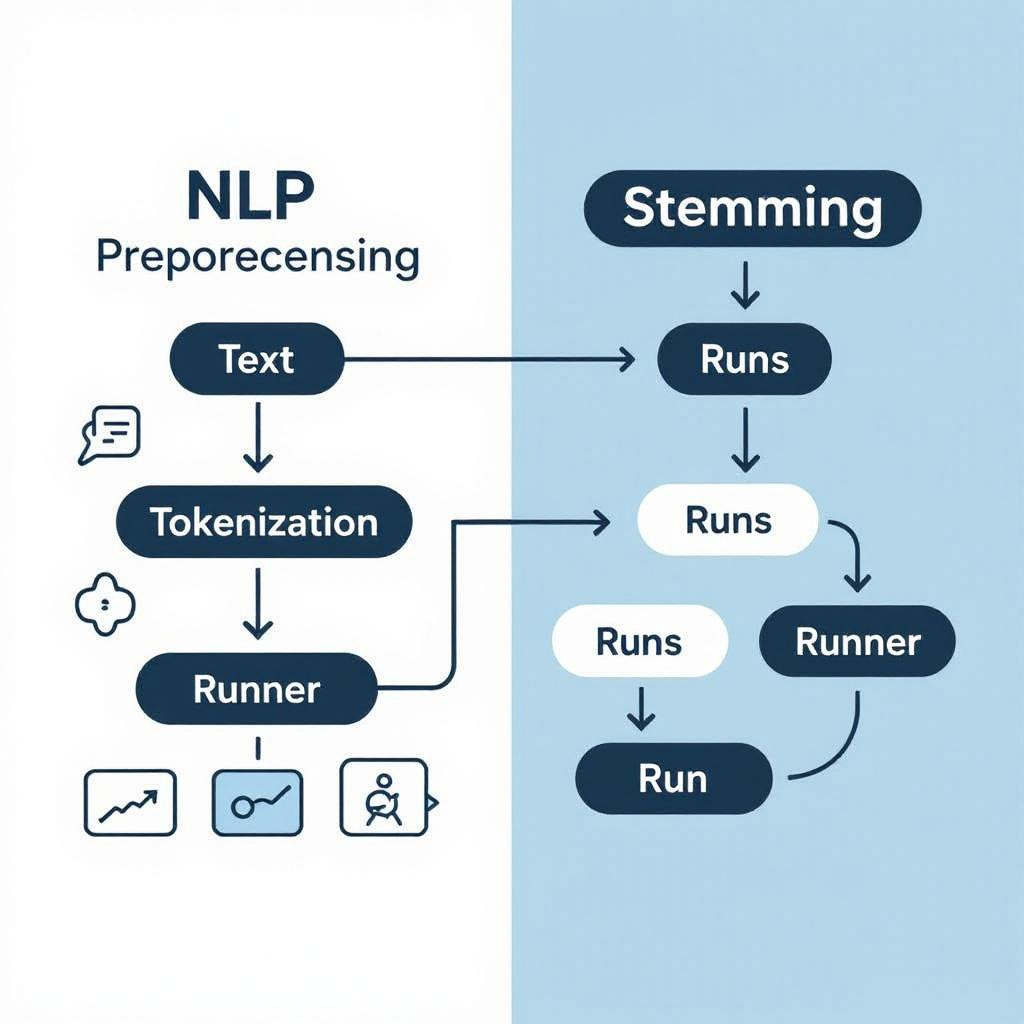 NLP
Preporecensing
Text
Tokenization
Runner
Stemming
Runs
Runs
Runs
Runner
Run